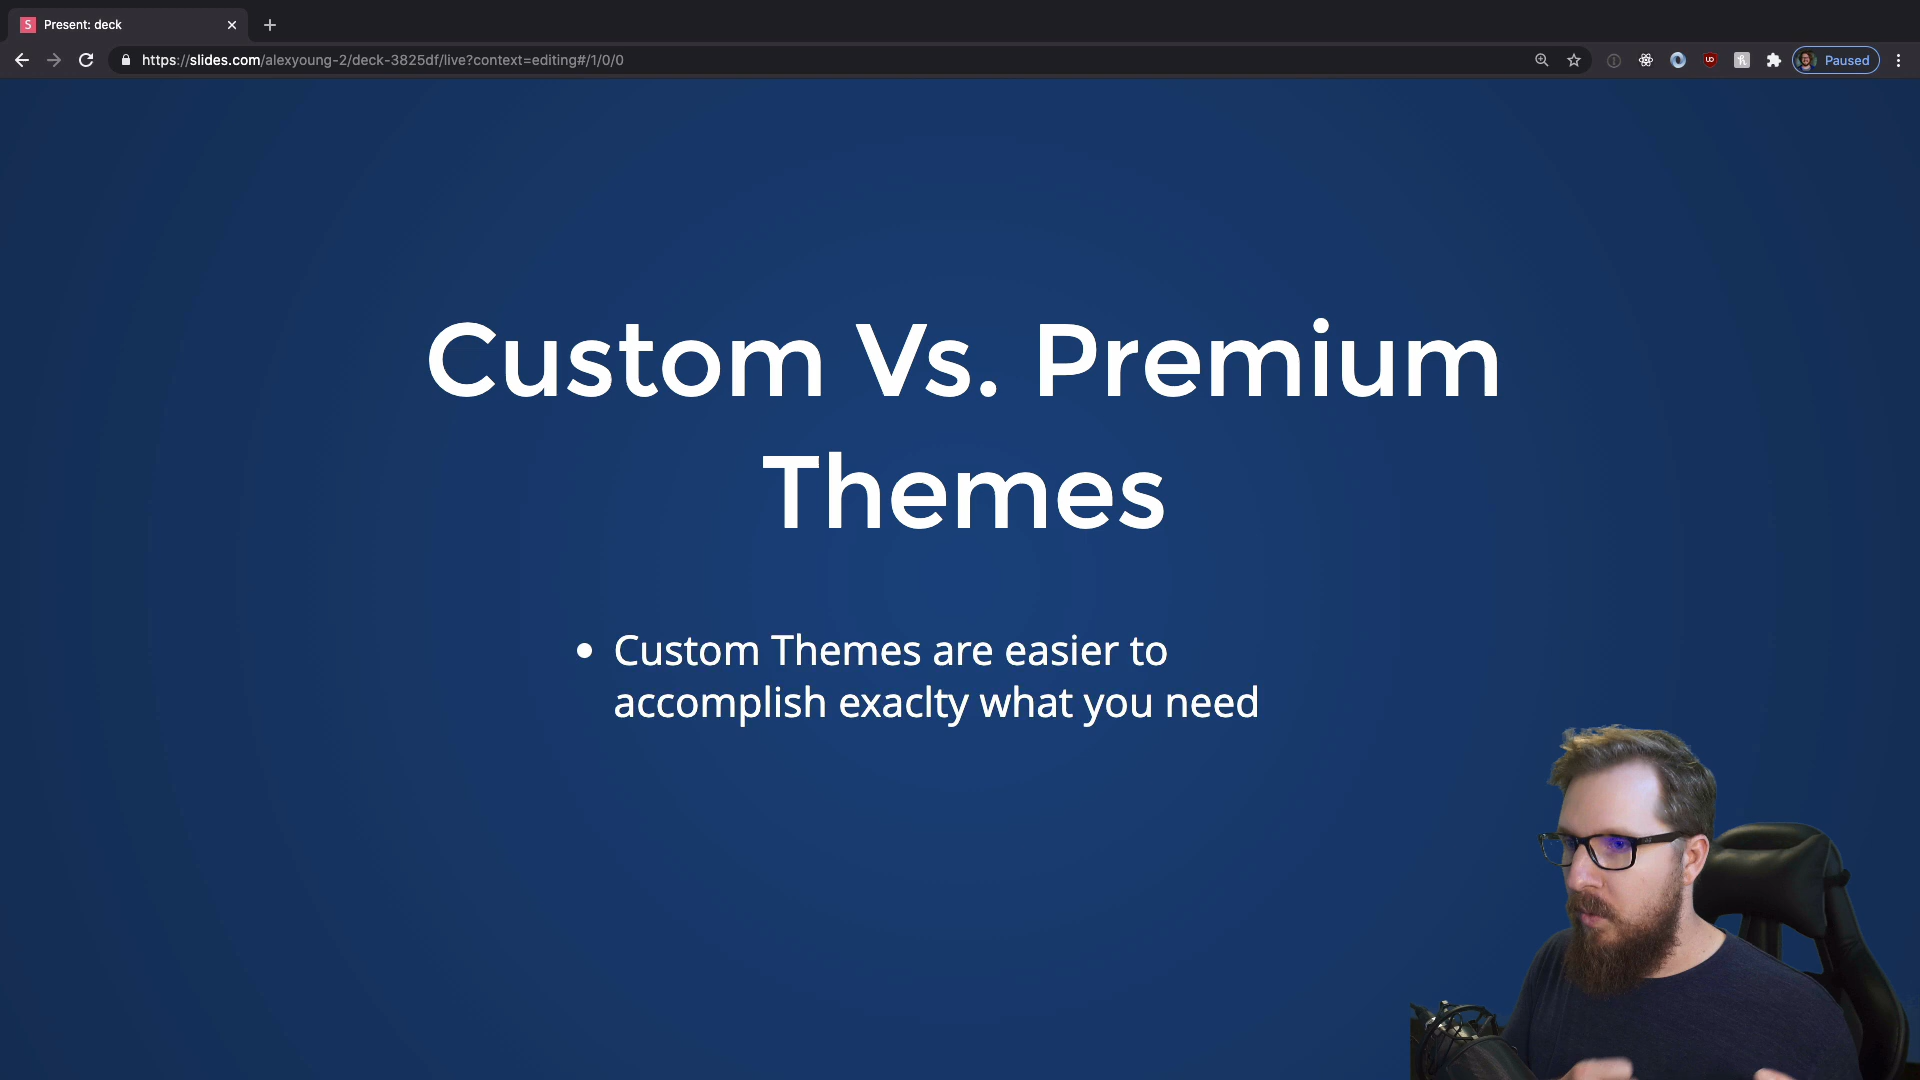 Present: deck
https://slides.com/alexyoung-2/deck-3825df/live?context=editing#/1/0/0
Paused
Custom Vs. Premium
Themes
• Custom Themes are easier to
accomplish exaclty what you need